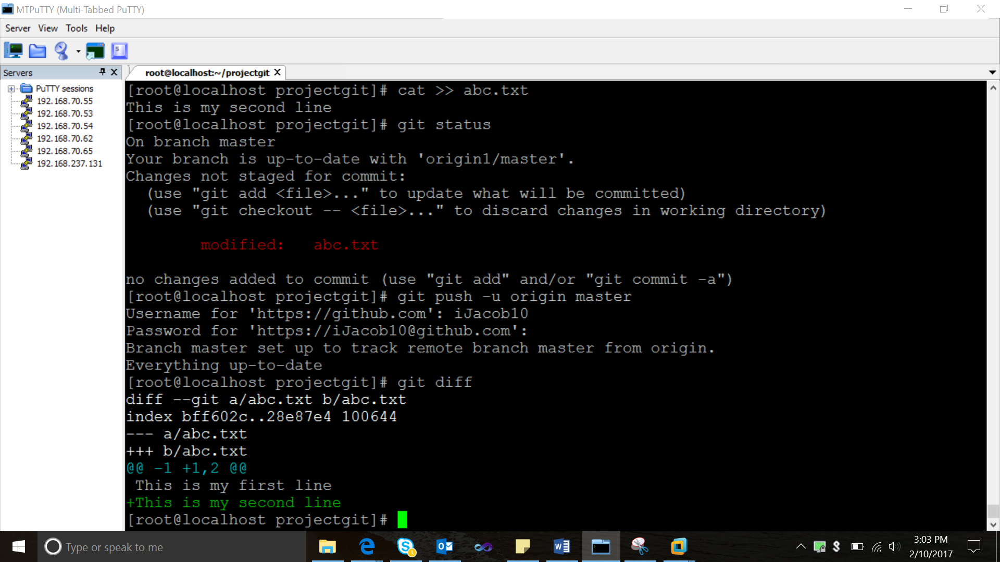 MTPuTTY (Multi-Tabbed PuTTY)
Server View Tools Help
Servers
root@localhost:~/projectgit
PuTTY sessions
192.168.70.55
192.168.70.53
192.168.70.54
192.168.70.62
192.168.70.65
192.168.237.131
[root@localhost projectgit]# cat >> abc.txt
This is my second line
[root@localhost projectgit]# git status
On branch master
Your branch is up-to-date with 'origin1/master'.
Changes not staged for commit:
  (use "git add <file>..." to update what will be committed)
  (use "git checkout -- <file>..." to discard changes in working directory)
        modified:   abc.txt
no changes added to commit (use "git add" and/or "git commit -a")
[root@localhost projectgit]# git push -u origin master
Username for 'https://github.com': iJacob10
Password for 'https://iJacob10@github.com':
Branch master set up to track remote branch master from origin.
Everything up-to-date
[root@localhost projectgit]# git diff
diff --git a/abc.txt b/abc.txt
index bff602c..28e87e4 100644
--- a/abc.txt
+++ b/abc.txt
@@ -1 +1,2 @@
 This is my first line
+This is my second line
[root@localhost projectgit]#
Type or speak to me
3:03 PM
2/10/2017